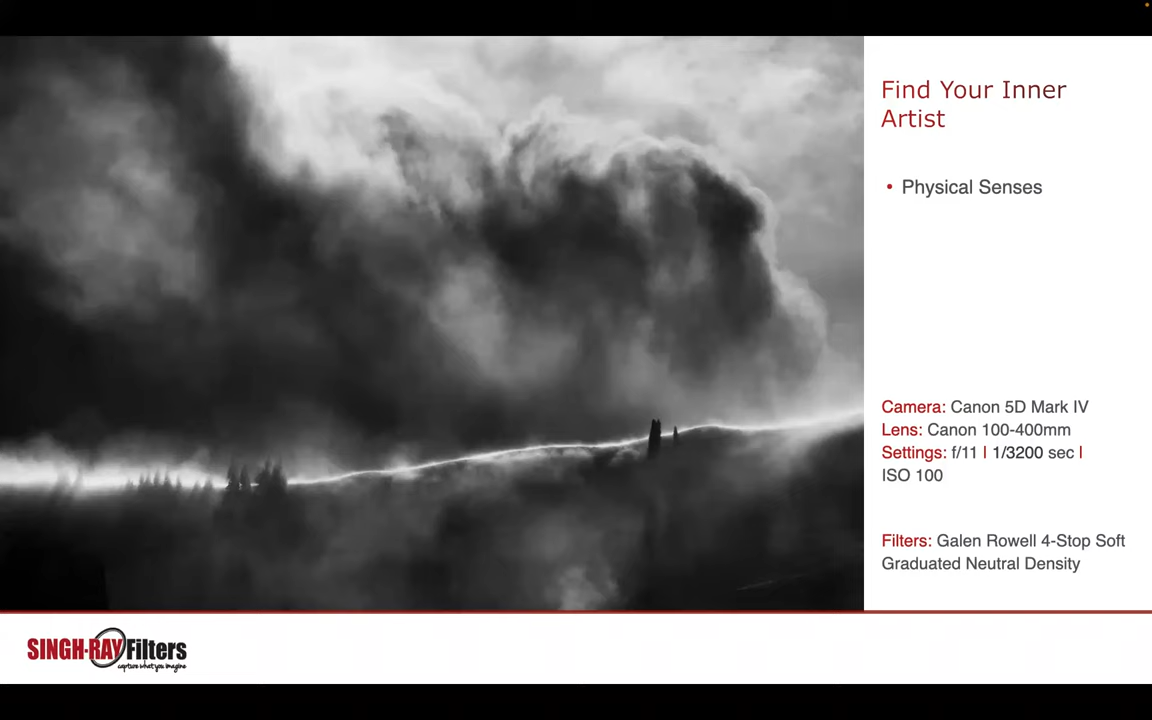 Find Your Inner
Artist
• Physical Senses
Camera: Canon 5D Mark IV
Lens: Canon 100-400mm
Settings: f/11 | 1/3200 sec |
ISO 100
Filters: Galen Rowell 4-Stop Soft
Graduated Neutral Density
SINGH-RAY Filters
capture what you imagine